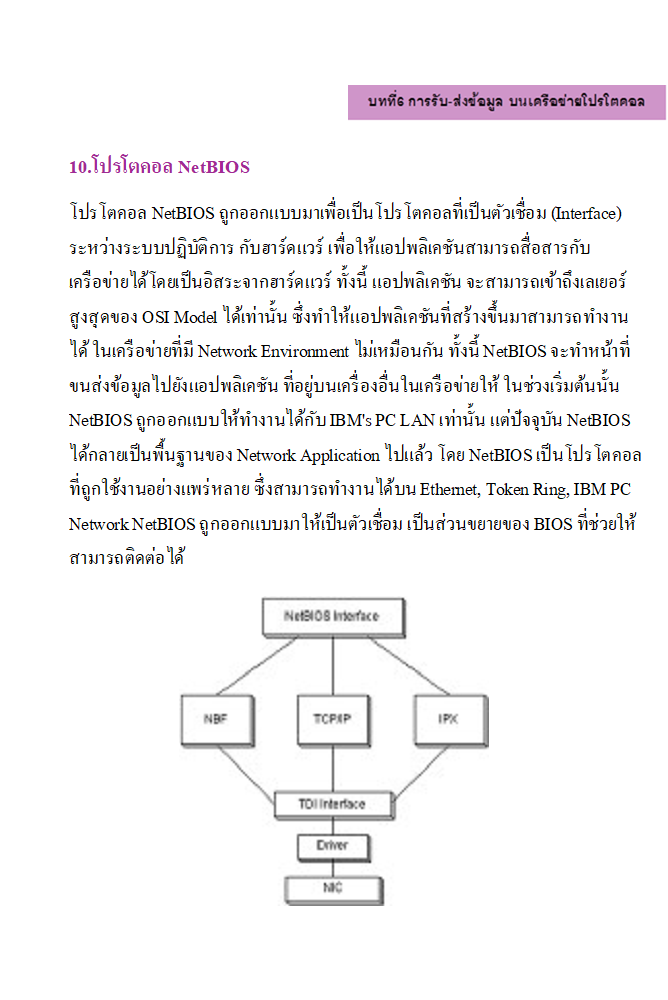 บทที่6 การรับ-ส่งข้อมูล บนเครือข่ายโปรโตคอล
10.โปรโตคอล NetBIOS
โปรโตคอล NetBIOS ถูกออกแบบมาเพื่อเป็นโปรโตคอลที่เป็นตัวเชื่อม (Interface)
ระหว่างระบบปฏิบัติการ กับฮาร์ดแวร์ เพื่อให้แอปพลิเคชันสามารถสื่อสารกับ
เครือข่ายได้โดยเป็นอิสระจากฮาร์ดแวร์ ทั้งนี้ แอปพลิเคชัน จะสามารถเข้าถึงเลเยอร์
สูงสุดของ OSI Model ได้เท่านั้น ซึ่งทำให้แอปพลิเคชันที่สร้างขึ้นมาสามารถทำงาน
ได้ ในเครือข่ายที่มี Network Environment ไม่เหมือนกัน ทั้งนี้ NetBIOS จะทำหน้าที่
ขนส่งข้อมูลไปยังแอปพลิเคชัน ที่อยู่บนเครื่องอื่นในเครือข่ายให้ ในช่วงเริ่มต้นนั้น
NetBIOS ถูกออกแบบให้ทำงานได้กับ IBM's PC LAN เท่านั้น แต่ปัจจุบัน NetBIOS
ได้กลายเป็นพื้นฐานของ Network Application ไปแล้ว โดย NetBIOS เป็นโปรโตคอล
ที่ถูกใช้งานอย่างแพร่หลาย ซึ่งสามารถทำงานได้บน Ethernet, Token Ring, IBM PC
Network NetBIOS ถูกออกแบบมาให้เป็นตัวเชื่อม เป็นส่วนขยายของ BIOS ที่ช่วยให้
สามารถติดต่อได้
NetBIOS Interface
NBF TCP/IP IPX
TDI Interface
Driver
NIC